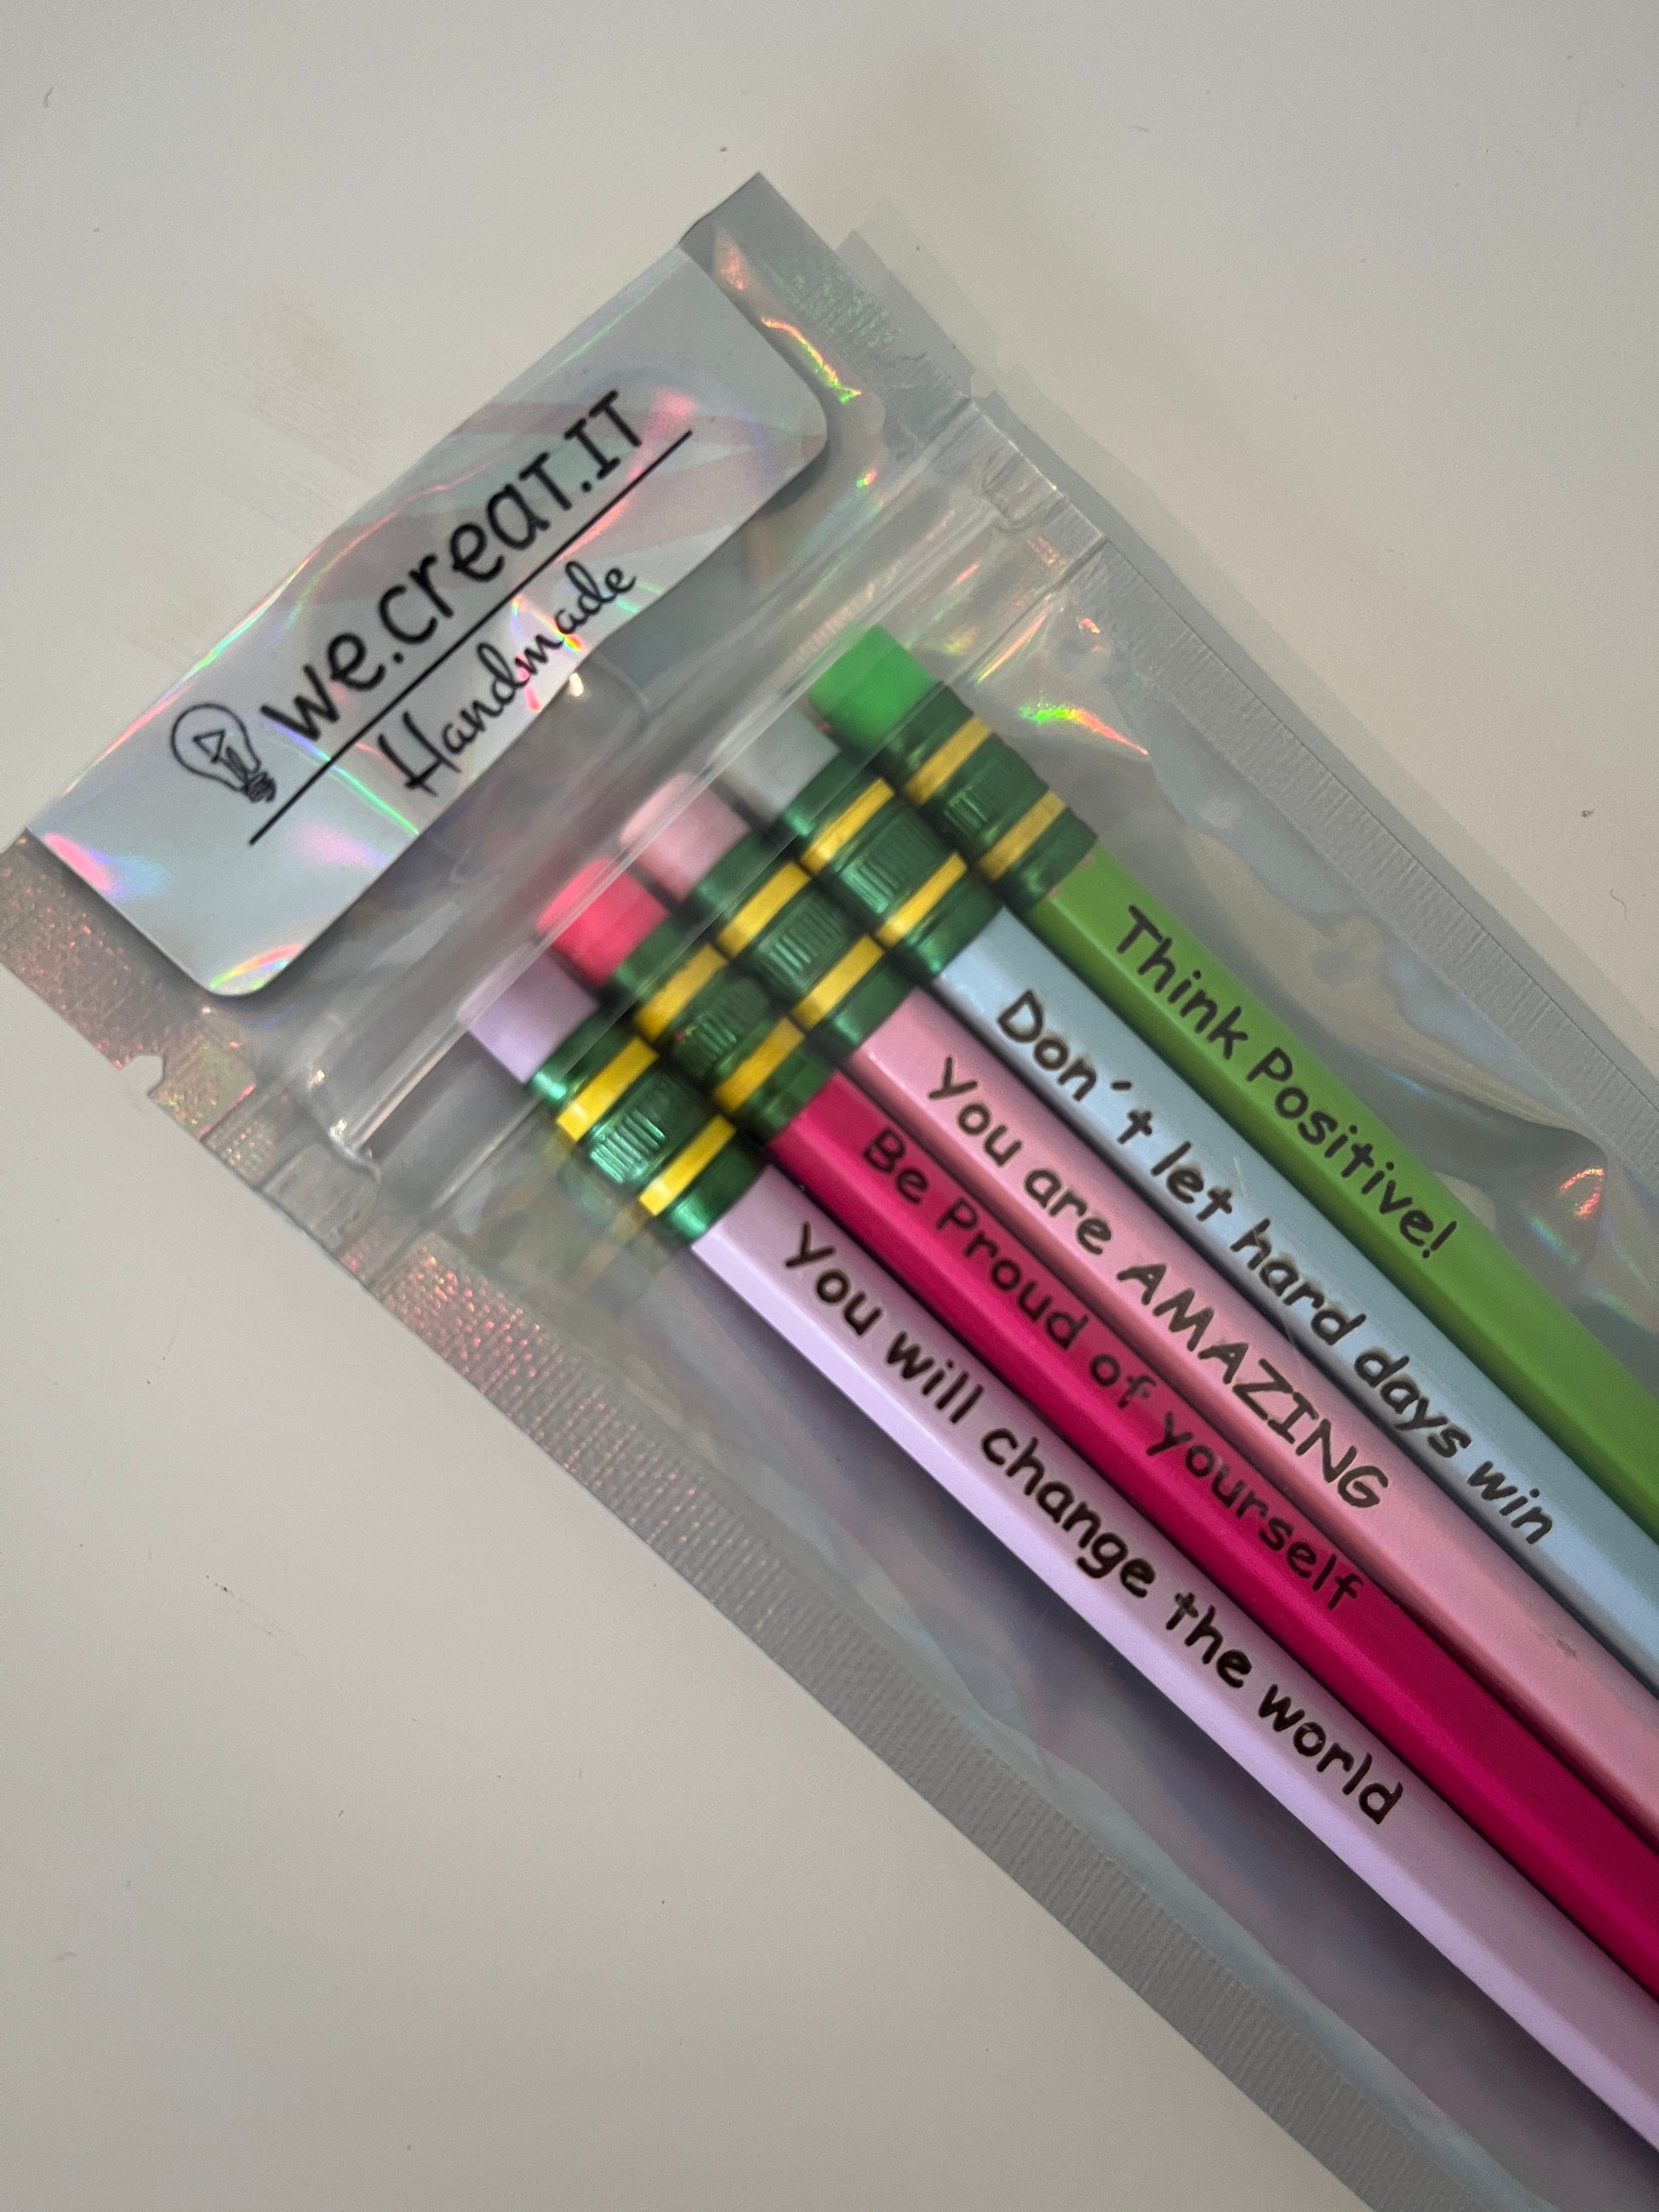 we.creat.IT
Handmade
Think Positive!
Don´t let hard days win
You are AMAZING
Be Proud of yourself
You will change the world